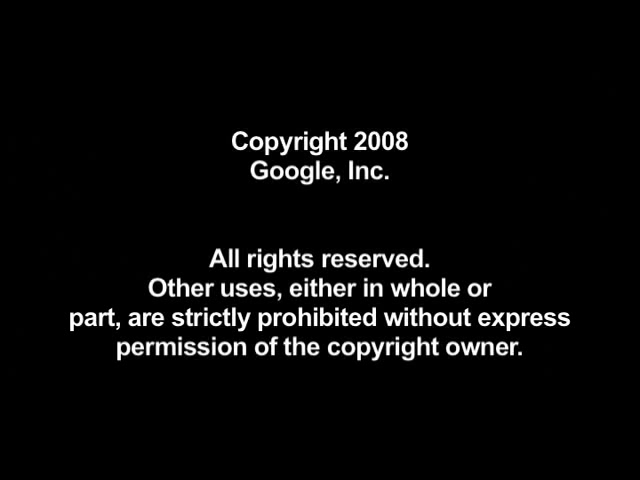 Copyright 2008
Google, Inc.
All rights reserved.
Other uses, either in whole or
part, are strictly prohibited without express
permission of the copyright owner.